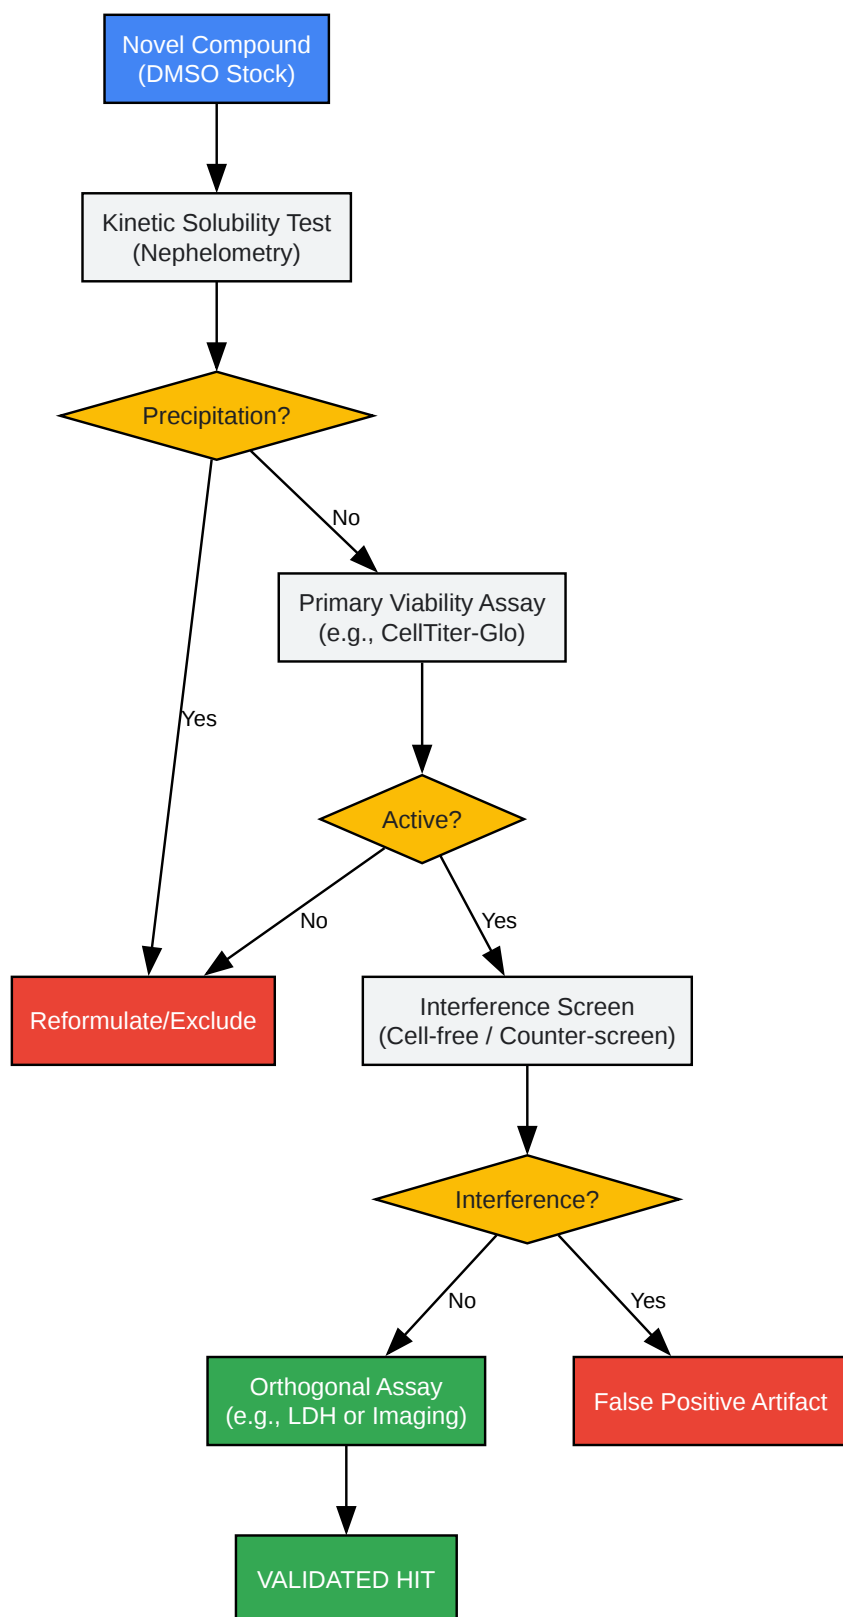 Novel Compound
(DMSO Stock)
Kinetic Solubility Test
(Nephelometry)
Precipitation?
No
Primary Viability Assay
(e.g., CellTiter-Glo)
Yes
Active?
No
Yes
Reformulate/Exclude
Interference Screen
(Cell-free / Counter-screen)
Interference?
No
Yes
Orthogonal Assay
(e.g., LDH or Imaging)
False Positive Artifact
VALIDATED HIT